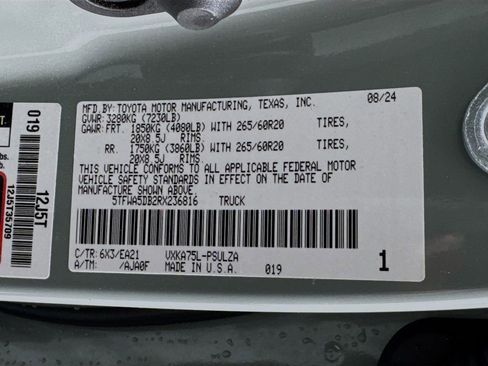 MFD.BY:TOYOTA MOTOR MANUFACTURING, TEXAS, INC. 08/24
GVWR: 3280KG (7230LB)
GAWR: FRT. 1850KG (4080LB) WITH 265/60R20 TIRES,
20X8.5J RIMS.
RR. 1750KG (3860LB) WITH 265/60R20 TIRES,
20X8.5J RIMS.
THIS VEHICLE CONFORMS TO ALL APPLICABLE FEDERAL MOTOR
VEHICLE SAFETY STANDARDS IN EFFECT ON THE DATE OF
MANUFACTURE SHOWN ABOVE.
5TFWA5DB2RX236816 TRUCK
C/TR: 6X3/EA21 VXKA75L-PSULZA
A/TM: /AJA0F MADE IN U.S.A. 019 1
019
12J5T
12J5T35709
lbs.